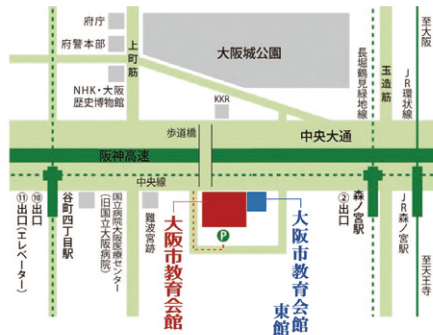 府庁
府警本部
NHK・大阪
歴史博物館
上町筋
大阪城公園
KKR
長堀鶴見緑地線
玉造筋
JR環状線
至大阪
歩道橋
中央大通
阪神高速
中央線
⑪出口(エレベーター)
⑩出口
谷町四丁目駅
国立病院大阪医療センター
(旧国立大阪病院)
難波宮跡
大阪市教育会館
P
大阪市教育会館
東館
②出口
森ノ宮駅
JR森ノ宮駅
至天王寺